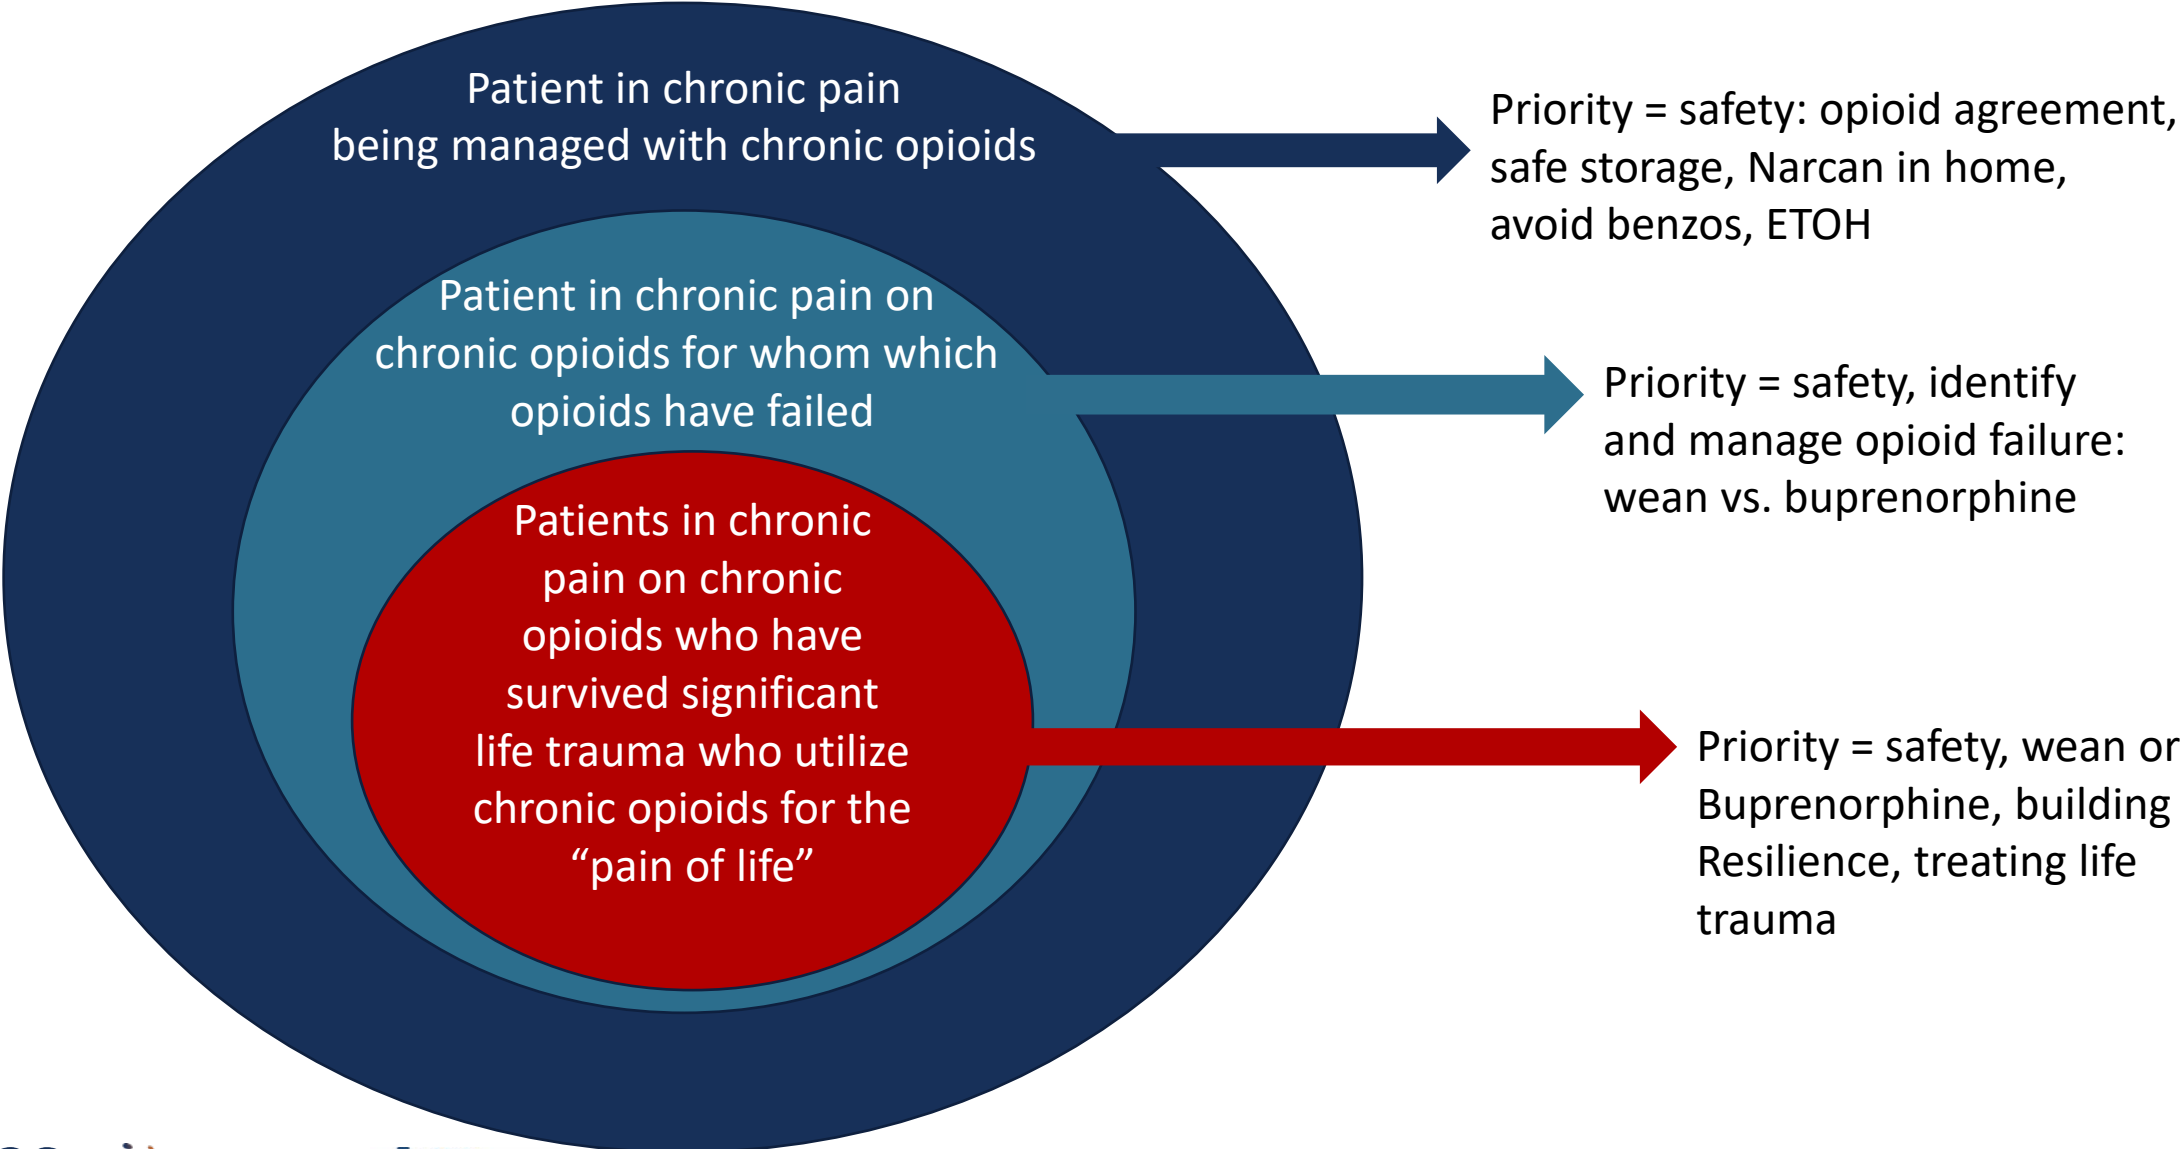 Patient in chronic pain
being managed with chronic opioids
Priority = safety: opioid agreement,
safe storage, Narcan in home,
avoid benzos, ETOH
Patient in chronic pain on
chronic opioids for whom which
opioids have failed
Priority = safety, identify
and manage opioid failure:
wean vs. buprenorphine
Patients in chronic
pain on chronic
opioids who have
survived significant
life trauma who utilize
chronic opioids for the
“pain of life”
Priority = safety, wean or
Buprenorphine, building
Resilience, treating life
trauma